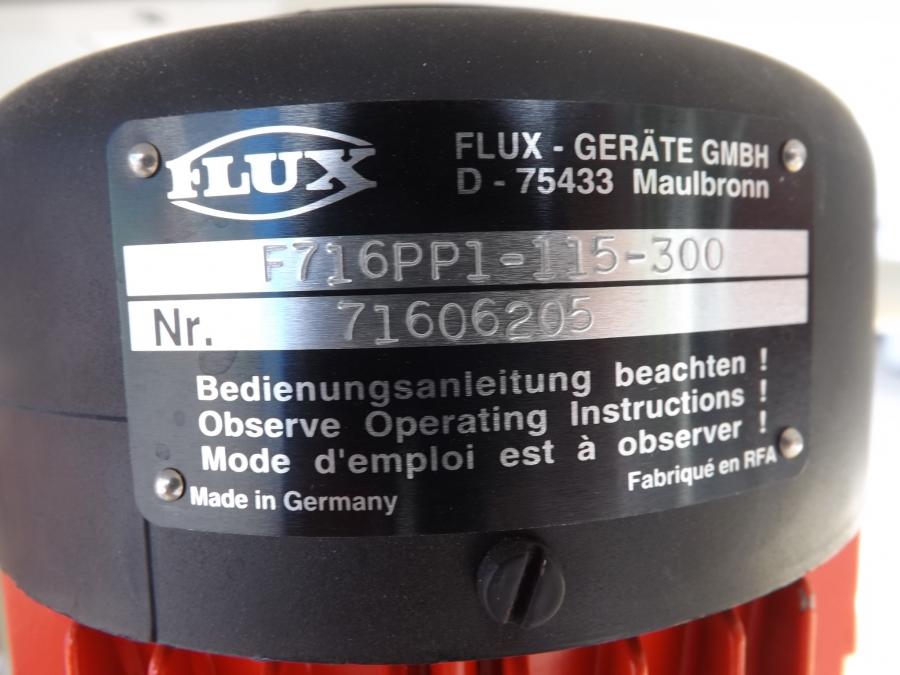 FLUX
FLUX - GERÄTE GMBH
D - 75433 Maulbronn
F716PP1-115-300
Nr. 71606205
Bedienungsanleitung beachten !
Observe Operating Instructions !
Mode d'emploi est à observer !
Made in Germany
Fabriqué en RFA